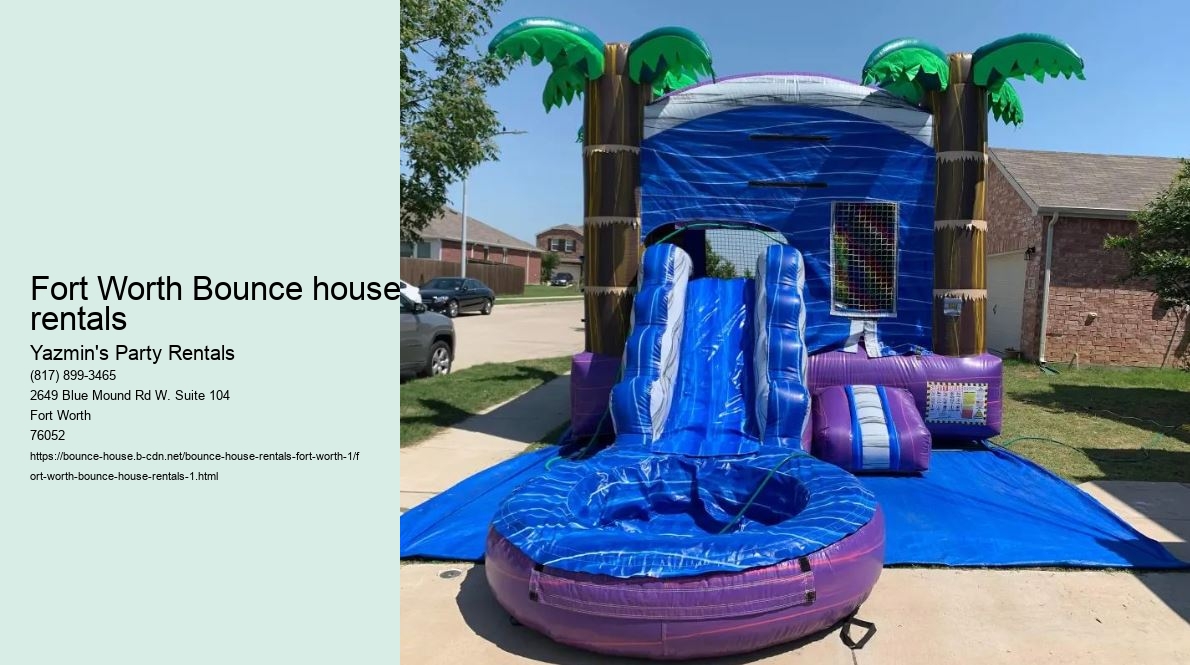 Fort Worth Bounce house
rentals
Yazmin's Party Rentals
(817) 899-3465
2649 Blue Mound Rd W. Suite 104
Fort Worth
76052
https://bounce-house.b-cdn.net/bounce-house-rentals-fort-worth-1/f
ort-worth-bounce-house-rentals-1.html